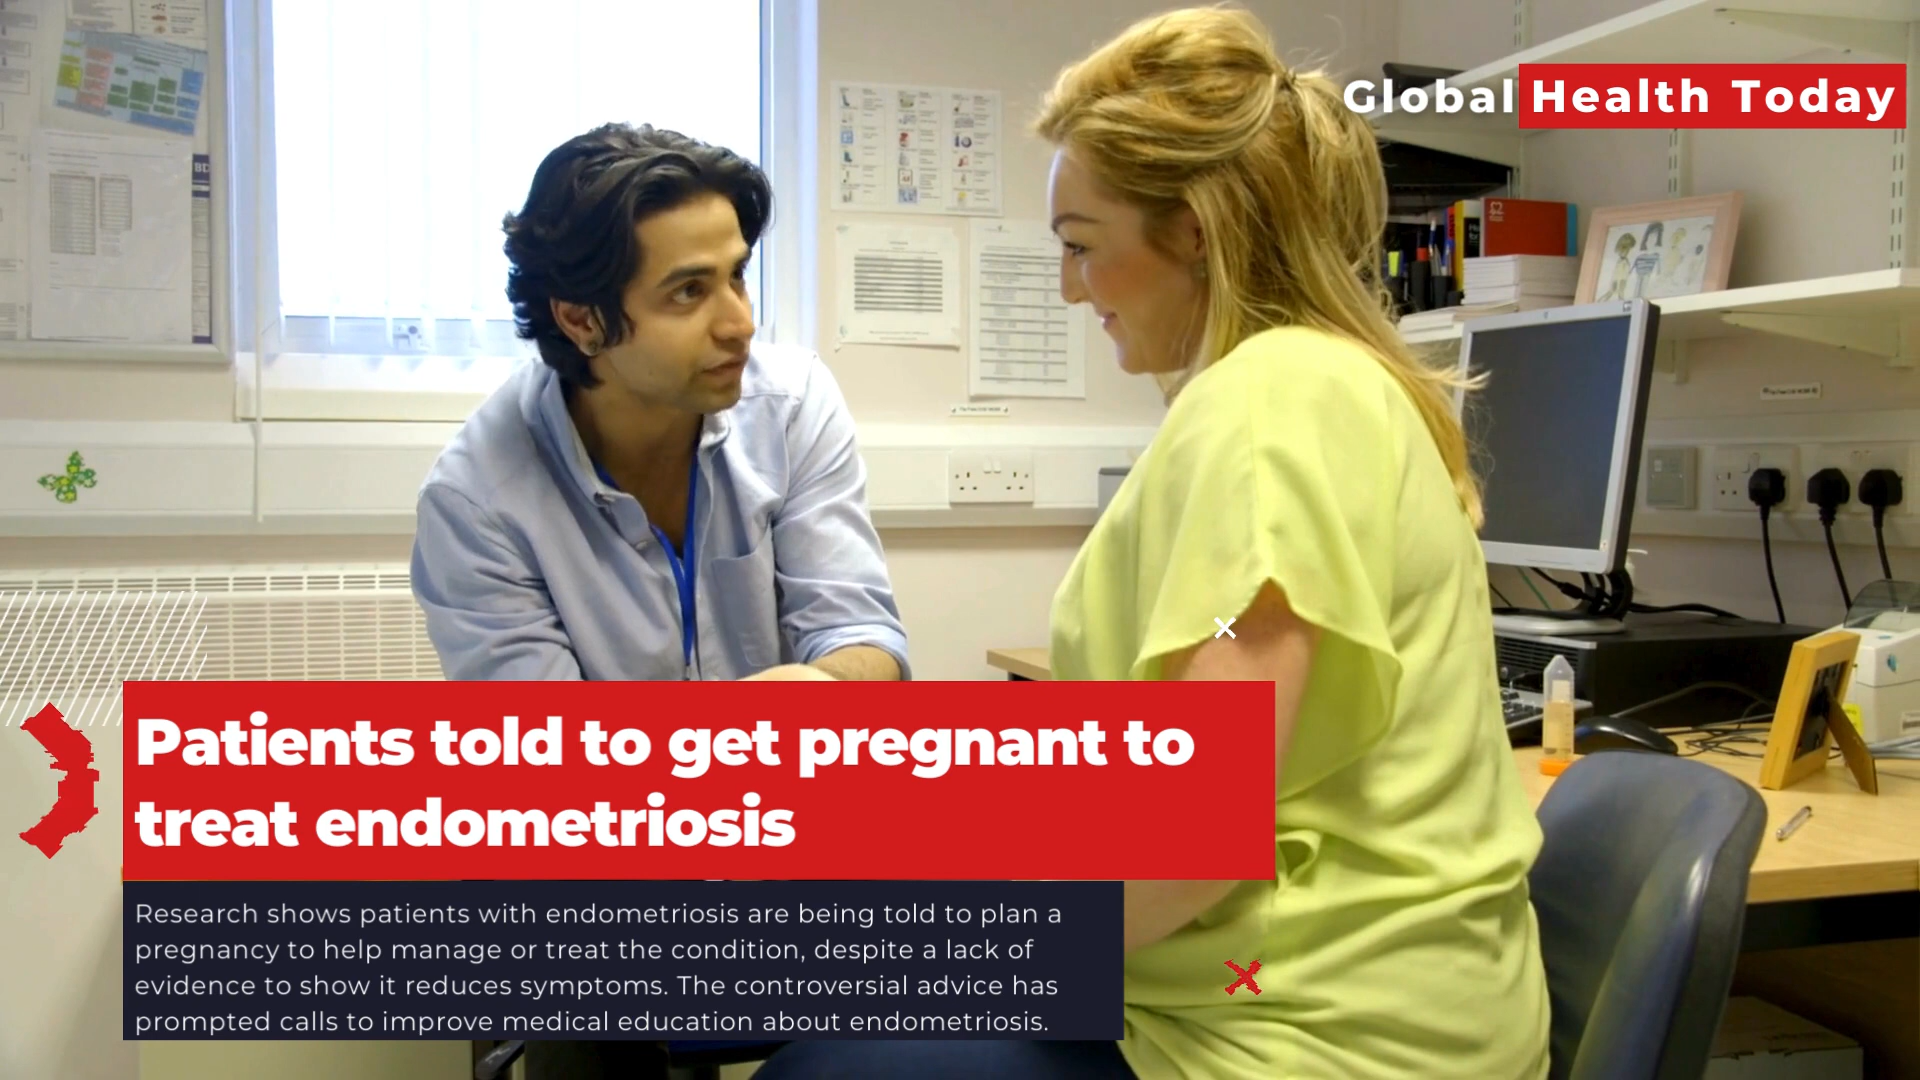 Global Health Today
BD
Patients told to get pregnant to
treat endometriosis
Research shows patients with endometriosis are being told to plan a
pregnancy to help manage or treat the condition, despite a lack of
evidence to show it reduces symptoms. The controversial advice has
prompted calls to improve medical education about endometriosis.